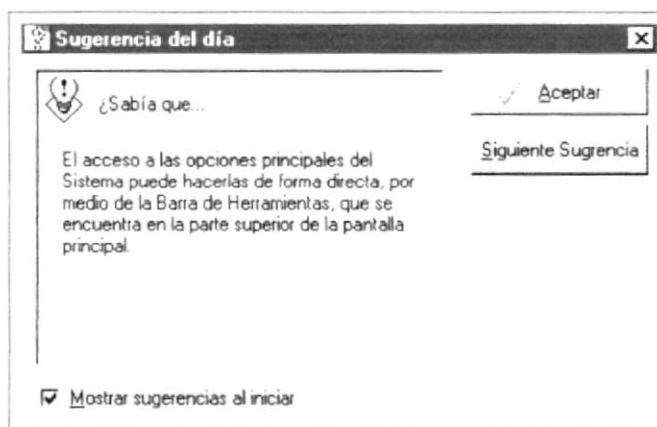 Sugerencia del día
¿Sabía que...
El acceso a las opciones principales del
Sistema puede hacerlas de forma directa, por
medio de la Barra de Herramientas, que se
encuentra en la parte superior de la pantalla
principal.
Aceptar
Siguiente Sugrencia
Mostrar sugerencias al iniciar